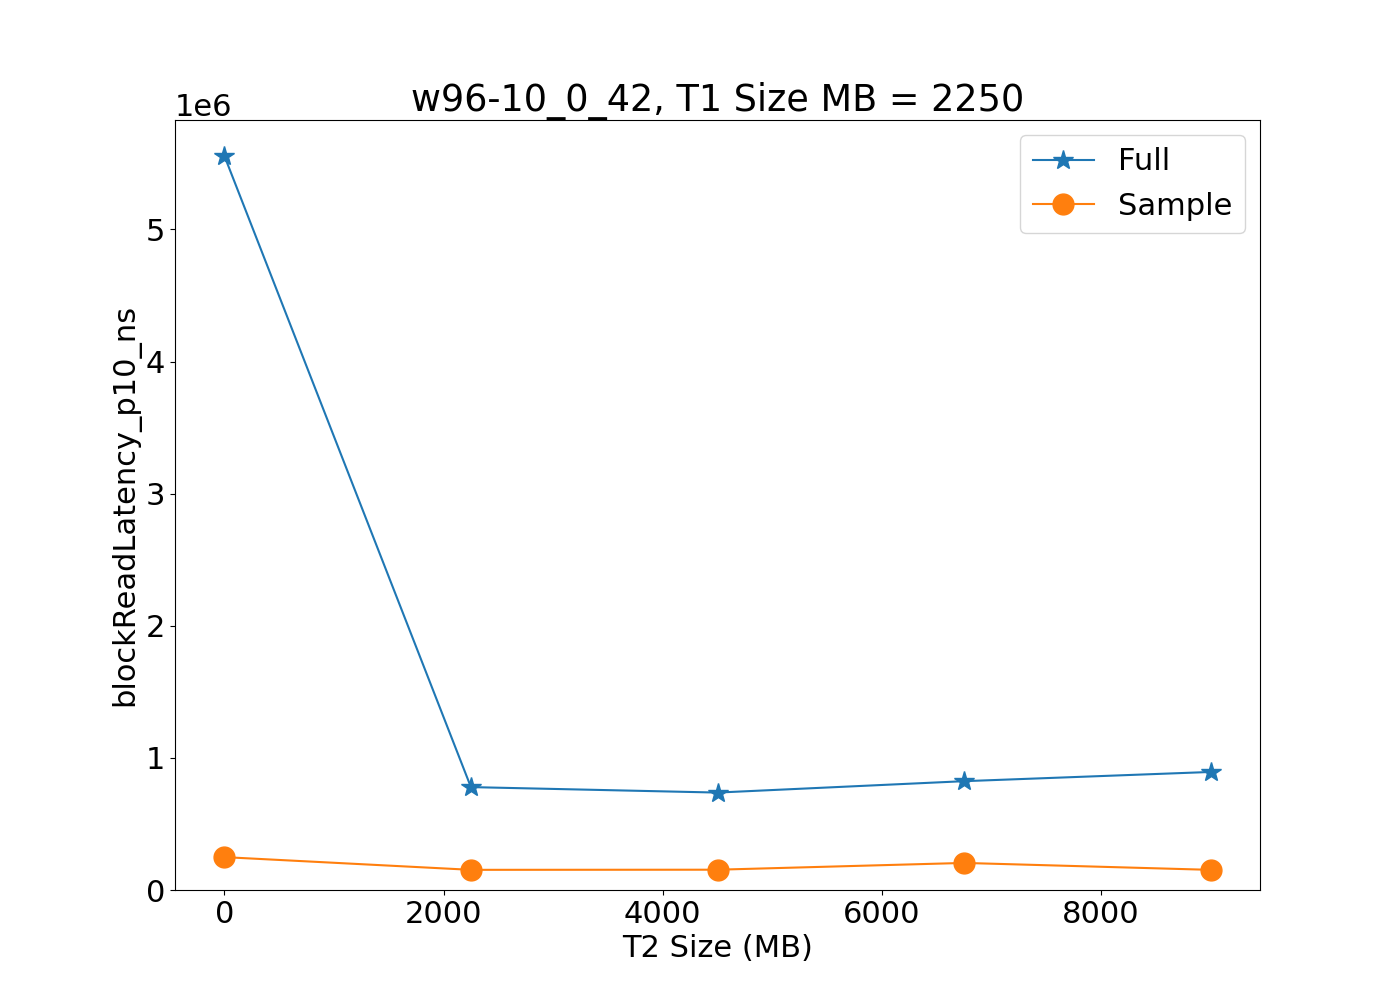 w96-10_0_42, T1 Size MB = 2250
1e6
Full
Sample
5
4
3
2
1
0
blockReadLatency_p10_ns
0 2000 4000 6000 8000
T2 Size (MB)